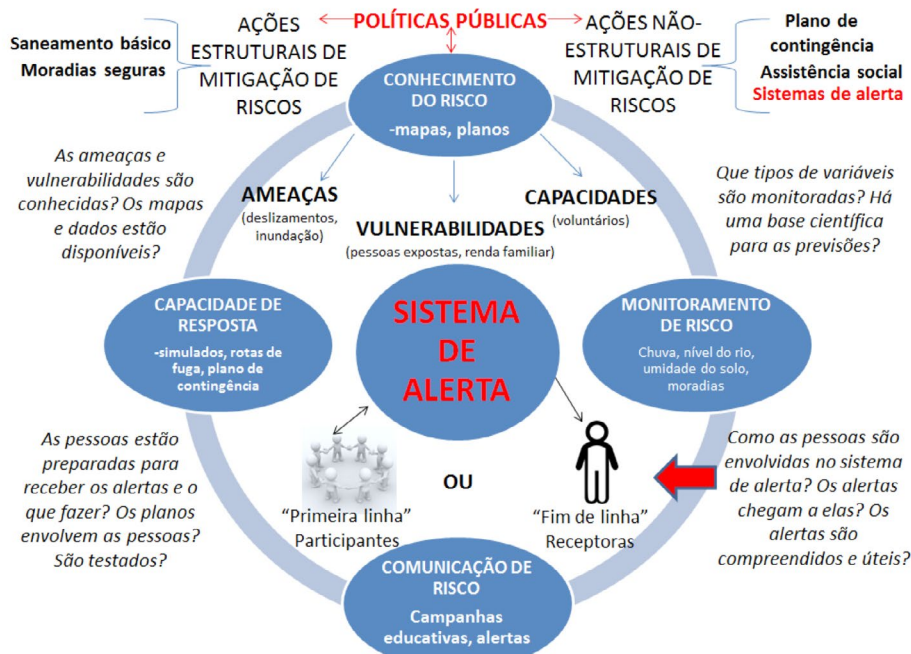 POLÍTICAS PÚBLICAS
Saneamento básico
Moradias seguras
AÇÕES
ESTRUTURAIS DE
MITIGAÇÃO DE
RISCOS
AÇÕES NÃO-
ESTRUTURAIS DE
MITIGAÇÃO DE
RISCOS
Plano de
contingência
Assistência social
Sistemas de alerta
CONHECIMENTO
DO RISCO
-mapas, planos
As ameaças e
vulnerabilidades são
conhecidas? Os mapas
e dados estão
disponíveis?
AMEAÇAS
(deslizamentos,
inundação)
VULNERABILIDADES
(pessoas expostas, renda familiar)
CAPACIDADES
(voluntários)
Que tipos de variáveis
são monitoradas? Há
uma base científica
para as previsões?
CAPACIDADE DE
RESPOSTA
-simulados, rotas de
fuga, plano de
contingência
SISTEMA
DE
ALERTA
MONITORAMENTO
DE RISCO
Chuva, nível do rio,
umidade do solo,
moradias
As pessoas estão
preparadas para
receber os alertas e o
que fazer? Os planos
envolvem as pessoas?
São testados?
OU
"Primeira linha"
Participantes
"Fim de linha"
Receptoras
Como as pessoas são
envolvidas no sistema
de alerta? Os alertas
chegam a elas? Os
alertas são
compreendidos e úteis?
COMUNICAÇÃO DE
RISCO
Campanhas
educativas, alertas